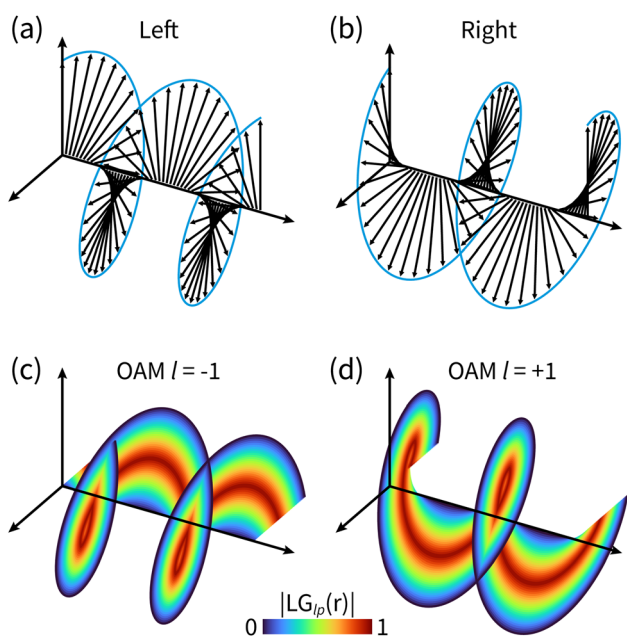 (a) Left
(b) Right
(c) OAM l = -1
(d) OAM l = +1
|LGlp(r)|
0 1